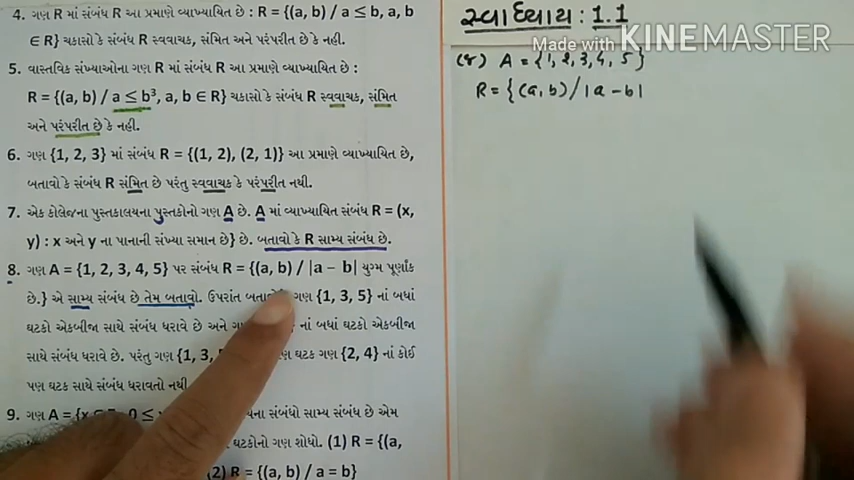 4. ગણ R માં સંબંધ R આ પ્રમાણે વ્યાખ્યાયિત છે : R = {(a, b) / a ≤ b, a, b
∈ R} ચકાસો કે સંબંધ R સ્વવાચક, સંમિત અને પરંપરીત છે કે નહી.
5. વાસ્તવિક સંખ્યાઓના ગણ R માં સંબંધ R આ પ્રમાણે વ્યાખ્યાયિત છે :
R = {(a, b) / a ≤ b³, a, b ∈ R} ચકાસો કે સંબંધ R સ્વવાચક, સંમિત
અને પરંપરીત છે કે નહી.
6. ગણ {1, 2, 3} માં સંબંધ R = {(1, 2), (2, 1)} આ પ્રમાણે વ્યાખ્યાયિત છે,
બતાવો કે સંબંધ R સંમિત છે પરંતુ સ્વવાચક કે પરંપરીત નથી.
7. એક કોલેજના પુસ્તકાલયના પુસ્તકોનો ગણ A છે. A માં વ્યાખ્યાયિત સંબંધ R = (x,
y) : x અને y ના પાનાની સંખ્યા સમાન છે} છે. બતાવો કે R સામ્ય સંબંધ છે.
8. ગણ A = {1, 2, 3, 4, 5} પર સંબંધ R = {(a, b) / |a – b| યુગ્મ પૂર્ણાંક
છે.} એ સામ્ય સંબંધ છે તેમ બતાવો. ઉપરાંત ગણ {1, 3, 5} નાં બધાં
ઘટકો એકબીજા સાથે સંબંધ ધરાવે છે અને નાં બધાં ઘટકો એકબીજા
સાથે સંબંધ ધરાવે છે. પરંતુ ગણ {1, 3, ઘટક ગણ {2, 4} નાં કોઈ
પણ ઘટક સાથે સંબંધ ધરાવતો નથી
9. ગણ A = {x 0 ≤ સંબંધો સામ્ય સંબંધ છે એમ
ઘટકોનો ગણ શોધો. (1) R = {(a,
(2) R = {(a, b) / a = b}
સ્વાધ્યાય : 1.1
Made with KINEMASTER
(8) A = {1, 2, 3, 4, 5}
R = {(a, b) / |a – b|